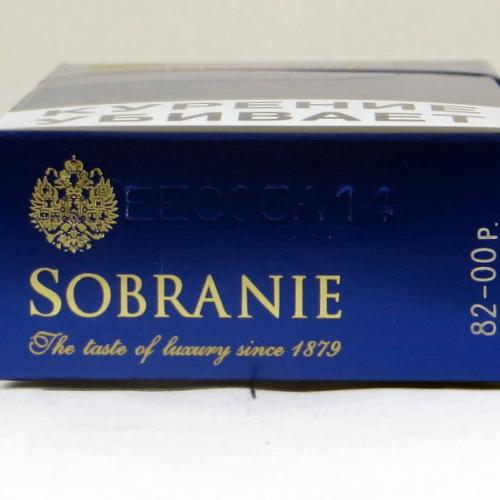 КУРЕНИЕ
УБИВАЕТ
SOBRANIE
The taste of luxury since 1879
82-00 Р.